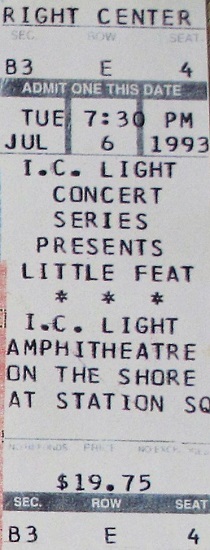 RIGHT CENTER
SEC. ROW SEAT
B3 E 4
ADMIT ONE THIS DATE
TUE 7:30 PM
JUL 6 1993
I.C. LIGHT
CONCERT
SERIES
PRESENTS
LITTLE FEAT
* * *
I.C. LIGHT
AMPHITHEATRE
ON THE SHORE
AT STATION SQ
$19.75
SEC. ROW SEAT
B3 E 4